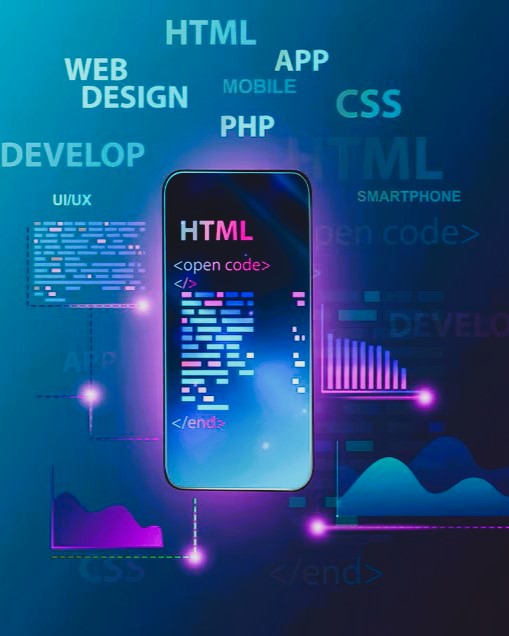 HTML
APP
WEB
DESIGN
MOBILE
CSS
PHP
HTML
DEVELOP
SMARTPHONE
UI/UX
HTML
pen code>
<open code>
</>
>
DEVELO
APP
</end>
CSS
</end>